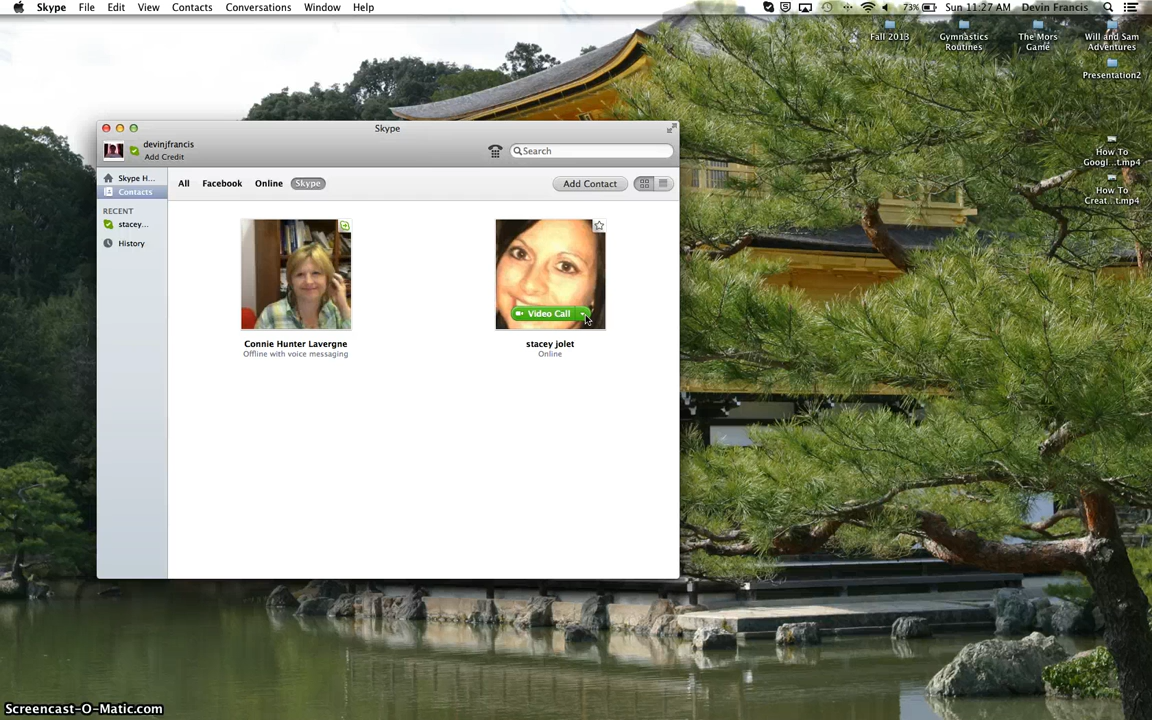 Skype File Edit View Contacts Conversations Window Help
73% Sun 11:27 AM Devin Francis
Fall 2013
Gymnastics
Routines
The Mors
Game
Will and Sam
Adventures
Presentation2
How To
Googl...t.mp4
How To
Creat...t.mp4
Skype
devinjfrancis
Add Credit
Search
Skype H...
Contacts
RECENT
stacey...
History
All Facebook Online Skype
Add Contact
Video Call
Connie Hunter Lavergne
Offline with voice messaging
stacey jolet
Online
Screencast-O-Matic.com